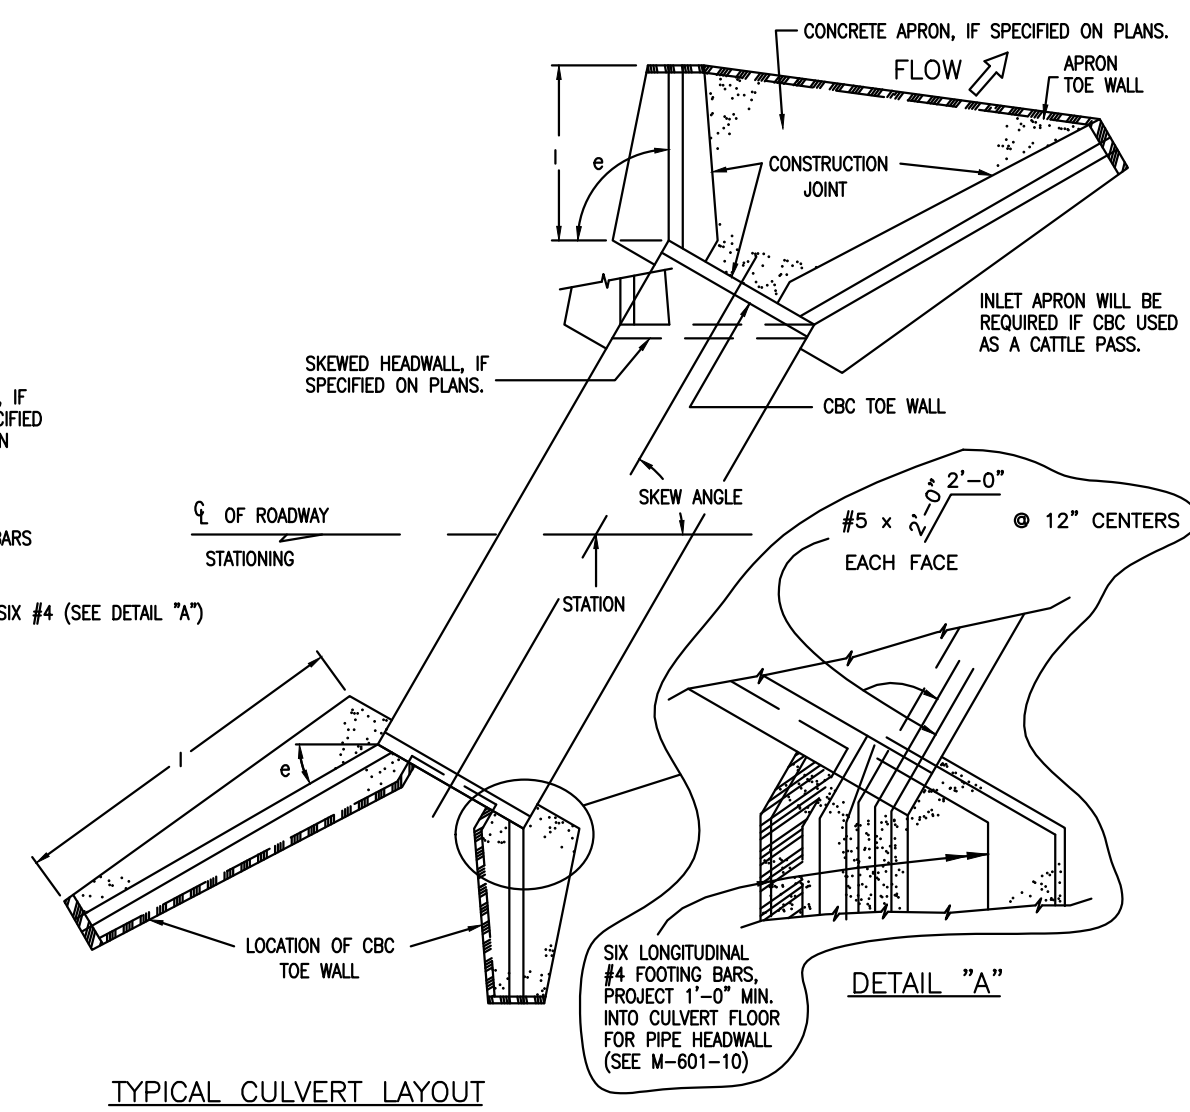 CONCRETE APRON, IF SPECIFIED ON PLANS.
FLOW
APRON
TOE WALL
l
e
CONSTRUCTION
JOINT
INLET APRON WILL BE
REQUIRED IF CBC USED
AS A CATTLE PASS.
SKEWED HEADWALL, IF
SPECIFIED ON PLANS.
CBC TOE WALL
, IF
CIFIED
N
SKEW ANGLE
2'-0"
#5 x 2'-0" @ 12" CENTERS
EACH FACE
℄ OF ROADWAY
STATIONING
BARS
STATION
SIX #4 (SEE DETAIL "A")
l
e
LOCATION OF CBC
TOE WALL
SIX LONGITUDINAL
#4 FOOTING BARS,
PROJECT 1'-0" MIN.
INTO CULVERT FLOOR
FOR PIPE HEADWALL
(SEE M-601-10)
DETAIL "A"
TYPICAL CULVERT LAYOUT